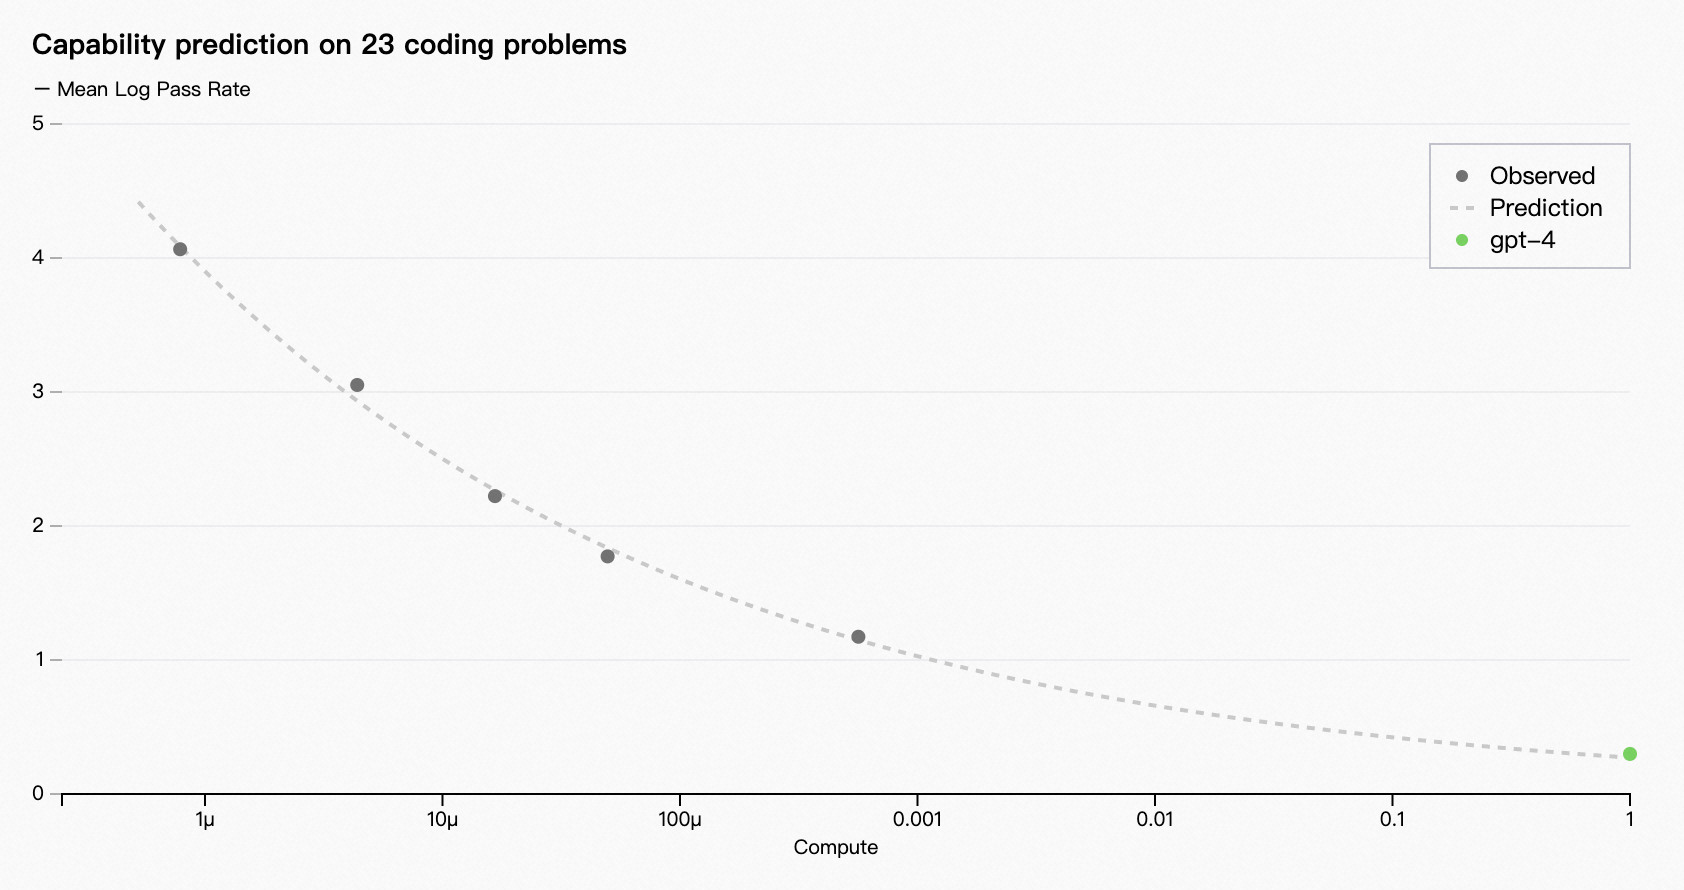 Capability prediction on 23 coding problems
– Mean Log Pass Rate
5
4
3
2
1
0
Observed
Prediction
gpt–4
1µ 10µ 100µ 0.001 0.01 0.1 1
Compute